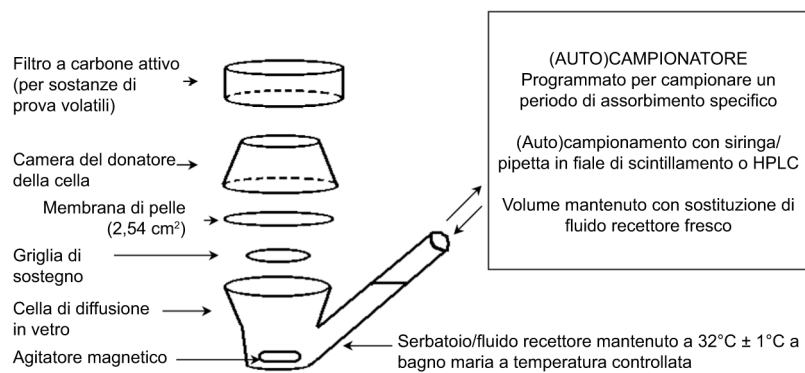 Filtro a carbone attivo
(per sostanze di
prova volatili)
Camera del donatore
della cella
Membrana di pelle
(2,54 cm²)
Griglia di
sostegno
Cella di diffusione
in vetro
Agitatore magnetico
(AUTO)CAMPIONATORE
Programmato per campionare un
periodo di assorbimento specifico
(Auto)campionamento con siringa/
pipetta in fiale di scintillamento o HPLC
Volume mantenuto con sostituzione di
fluido recettore fresco
Serbatoio/fluido recettore mantenuto a 32°C ± 1°C a
bagno maria a temperatura controllata